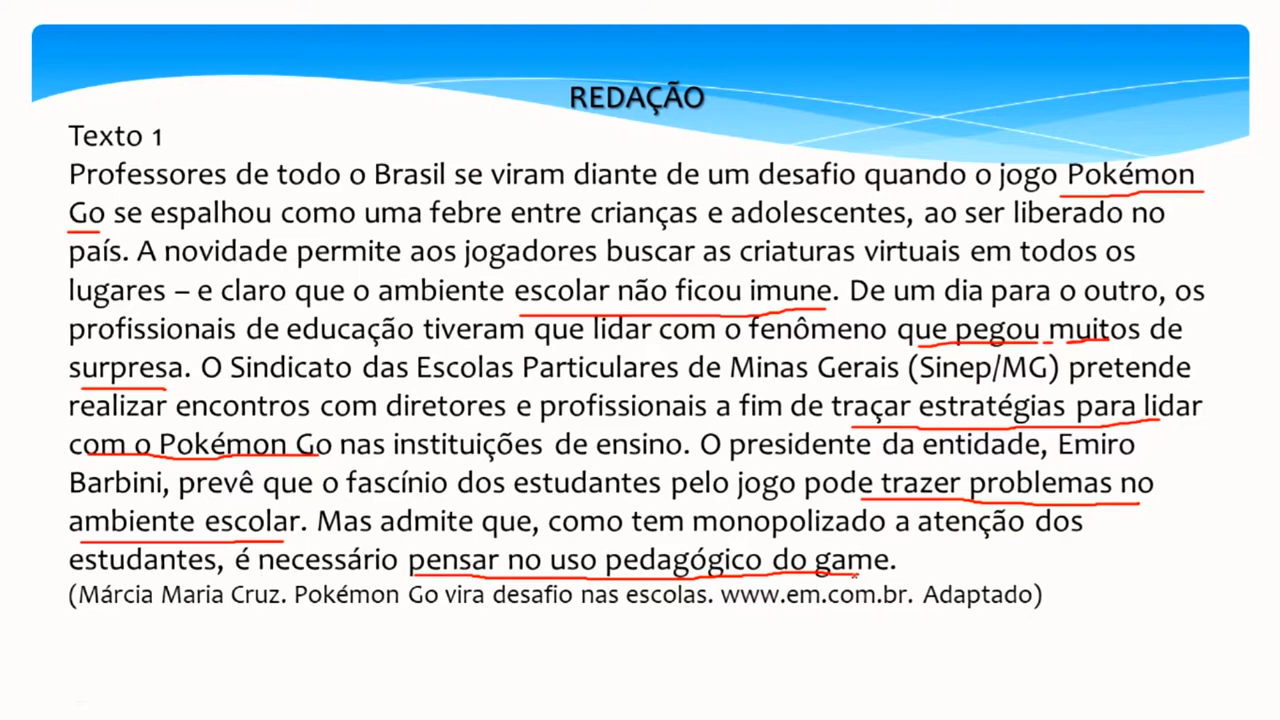 REDAÇÃO
Texto 1
Professores de todo o Brasil se viram diante de um desafio quando o jogo Pokémon
Go se espalhou como uma febre entre crianças e adolescentes, ao ser liberado no
país. A novidade permite aos jogadores buscar as criaturas virtuais em todos os
lugares – e claro que o ambiente escolar não ficou imune. De um dia para o outro, os
profissionais de educação tiveram que lidar com o fenômeno que pegou muitos de
surpresa. O Sindicato das Escolas Particulares de Minas Gerais (Sinep/MG) pretende
realizar encontros com diretores e profissionais a fim de traçar estratégias para lidar
com o Pokémon Go nas instituições de ensino. O presidente da entidade, Emiro
Barbini, prevê que o fascínio dos estudantes pelo jogo pode trazer problemas no
ambiente escolar. Mas admite que, como tem monopolizado a atenção dos
estudantes, é necessário pensar no uso pedagógico do game.
(Márcia Maria Cruz. Pokémon Go vira desafio nas escolas. www.em.com.br. Adaptado)